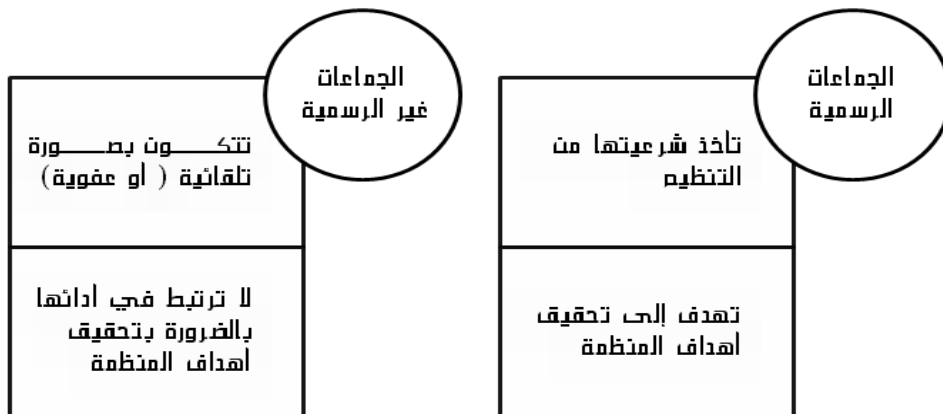 الجماعات
الرسمية
تأخذ شرعيتها من
التنظيم
تهدف إلى تحقيق
أهداف المنظمة
الجماعات
غير الرسمية
تتكـــــون بصـــــورة
تلقائية ( أو عفوية)
لا ترتبط في أدائها
بالضرورة بتحقيق
أهداف المنظمة